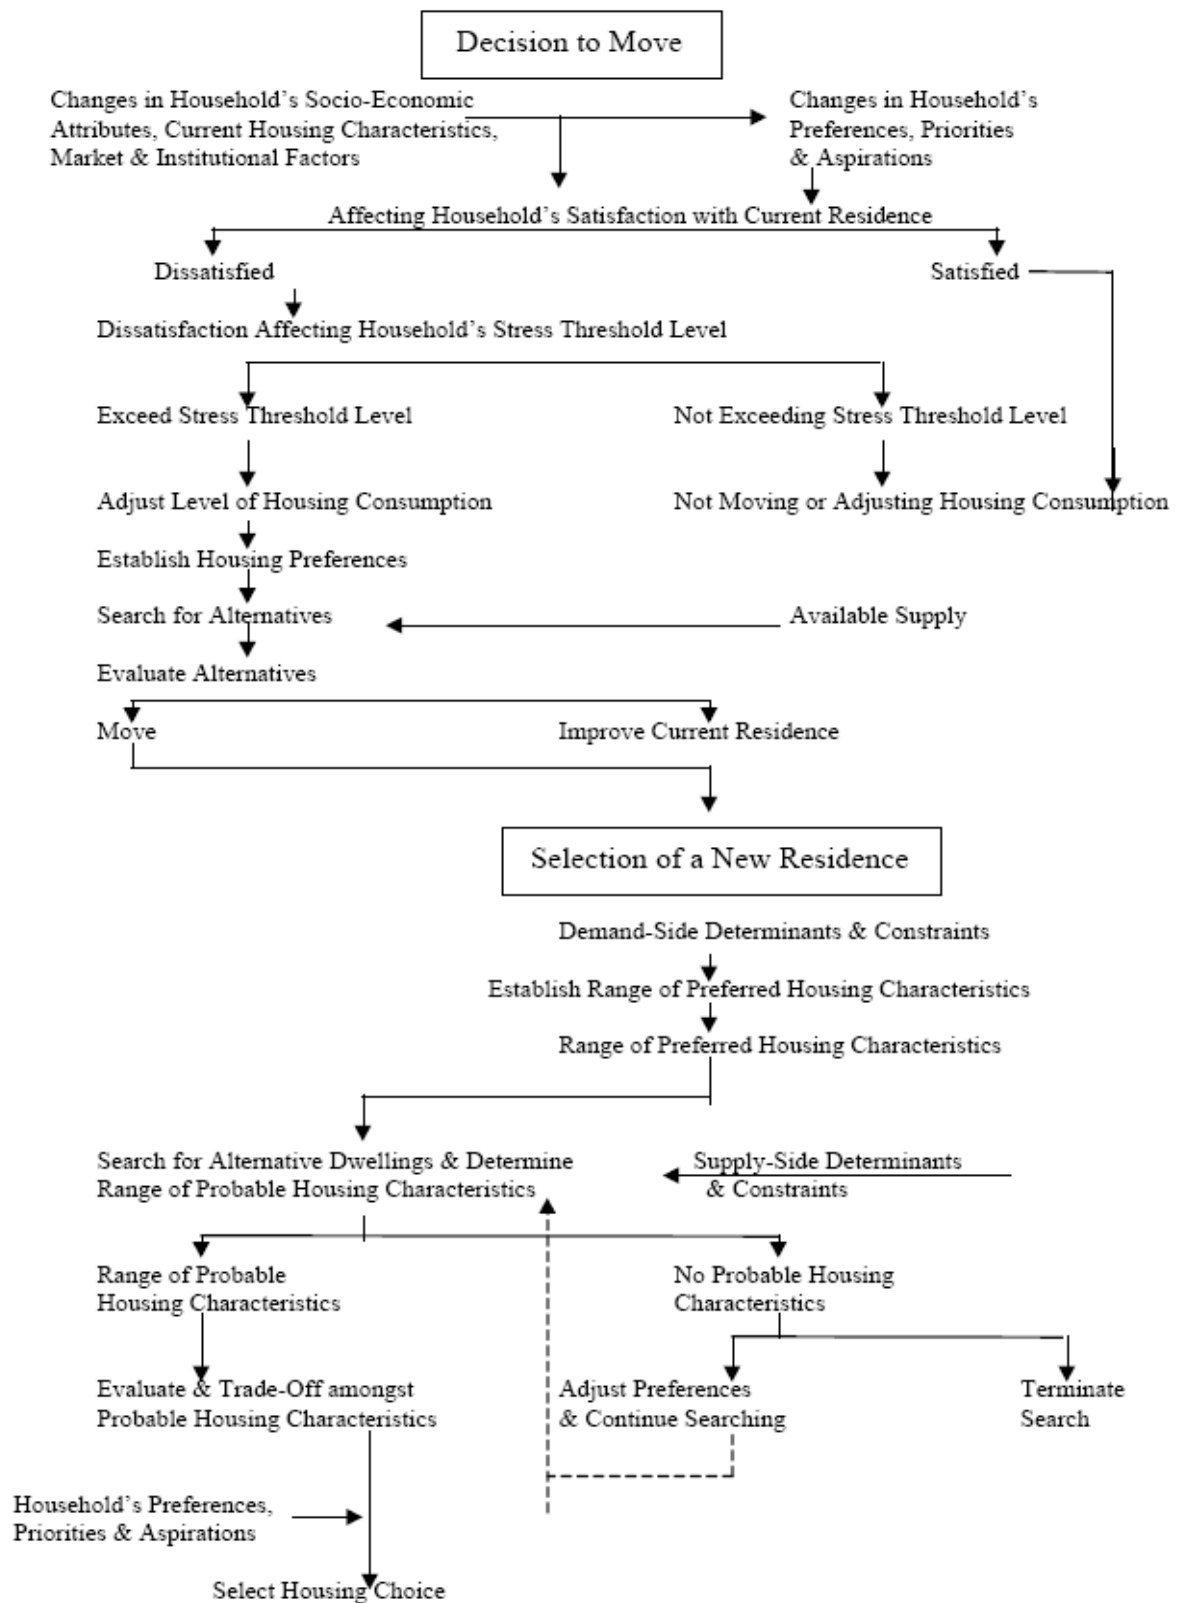 Decision to Move
Changes in Household's Socio-Economic
Attributes, Current Housing Characteristics,
Market & Institutional Factors
Changes in Household's
Preferences, Priorities
& Aspirations
Affecting Household's Satisfaction with Current Residence
Dissatisfied
Satisfied
Dissatisfaction Affecting Household's Stress Threshold Level
Exceed Stress Threshold Level
Not Exceeding Stress Threshold Level
Adjust Level of Housing Consumption
Not Moving or Adjusting Housing Consumption
Establish Housing Preferences
Search for Alternatives
Available Supply
Evaluate Alternatives
Move
Improve Current Residence
Selection of a New Residence
Demand-Side Determinants & Constraints
Establish Range of Preferred Housing Characteristics
Range of Preferred Housing Characteristics
Search for Alternative Dwellings & Determine
Range of Probable Housing Characteristics
Supply-Side Determinants
& Constraints
Range of Probable
Housing Characteristics
No Probable Housing
Characteristics
Evaluate & Trade-Off amongst
Probable Housing Characteristics
Adjust Preferences
& Continue Searching
Terminate
Search
Household's Preferences,
Priorities & Aspirations
Select Housing Choice